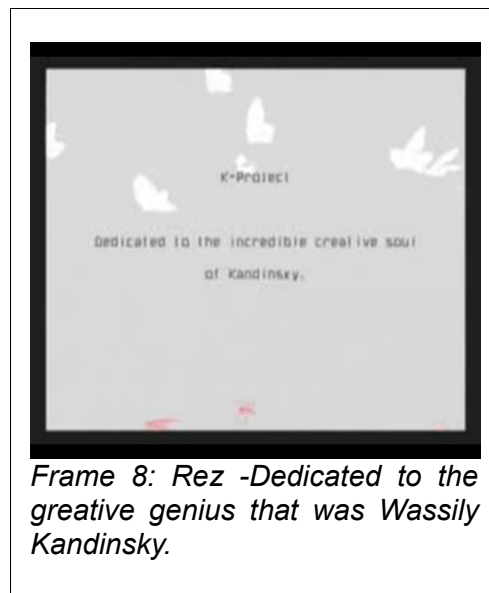 K-Project
Dedicated to the incredible creative soul
of Kandinsky.
Frame 8: Rez -Dedicated to the
greative genius that was Wassily
Kandinsky.